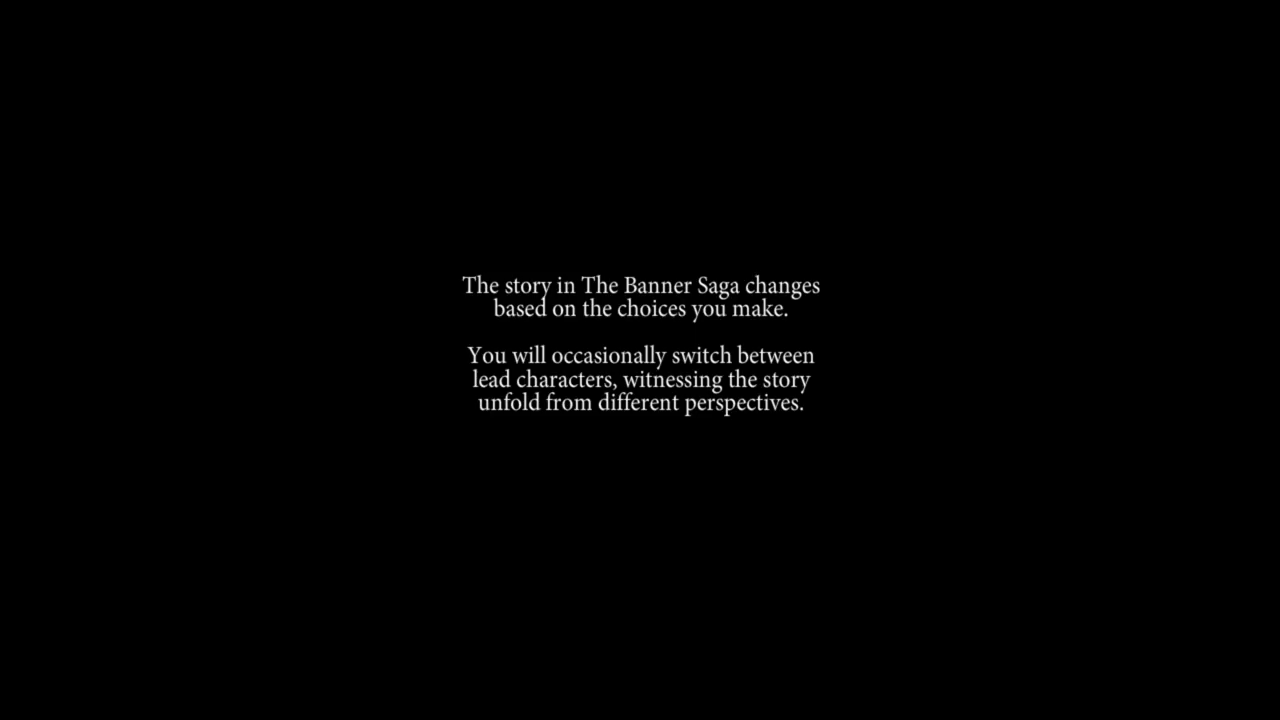 The story in The Banner Saga changes
based on the choices you make.
You will occasionally switch between
lead characters, witnessing the story
unfold from different perspectives.